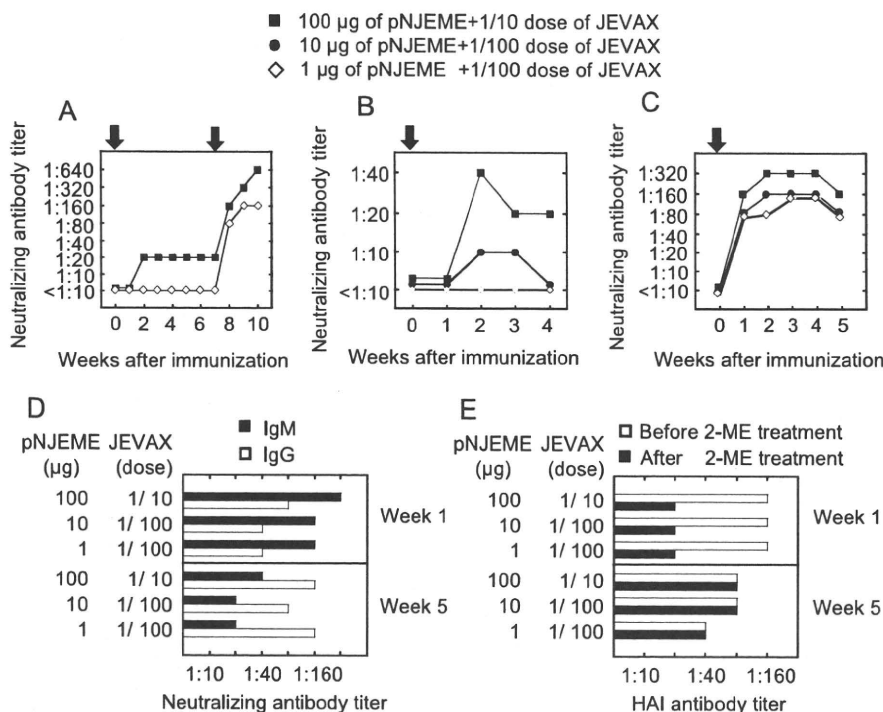 100 µg of pNJEME+1/10 dose of JEVAX
10 µg of pNJEME+1/100 dose of JEVAX
1 µg of pNJEME +1/100 dose of JEVAX
A
Neutralizing antibody titer
1:640
1:320
1:160
1:80
1:40
1:20
1:10
<1:10
0 2 4 6 8 10
Weeks after immunization
B
Neutralizing antibody titer
1:40
1:20
1:10
<1:10
0 1 2 3 4
Weeks after immunization
C
Neutralizing antibody titer
1:320
1:160
1:80
1:40
1:20
1:10
<1:10
0 1 2 3 4 5
Weeks after immunization
D
IgM
IgG
pNJEME JEVAX
(µg) (dose)
100 1/ 10
10 1/ 100
1 1/ 100
Week 1
100 1/ 10
10 1/ 100
1 1/ 100
Week 5
1:10 1:40 1:160
Neutralizing antibody titer
E
Before 2-ME treatment
After 2-ME treatment
pNJEME JEVAX
(µg) (dose)
100 1/ 10
10 1/ 100
1 1/ 100
Week 1
100 1/ 10
10 1/ 100
1 1/ 100
Week 5
1:10 1:40 1:160
HAI antibody titer